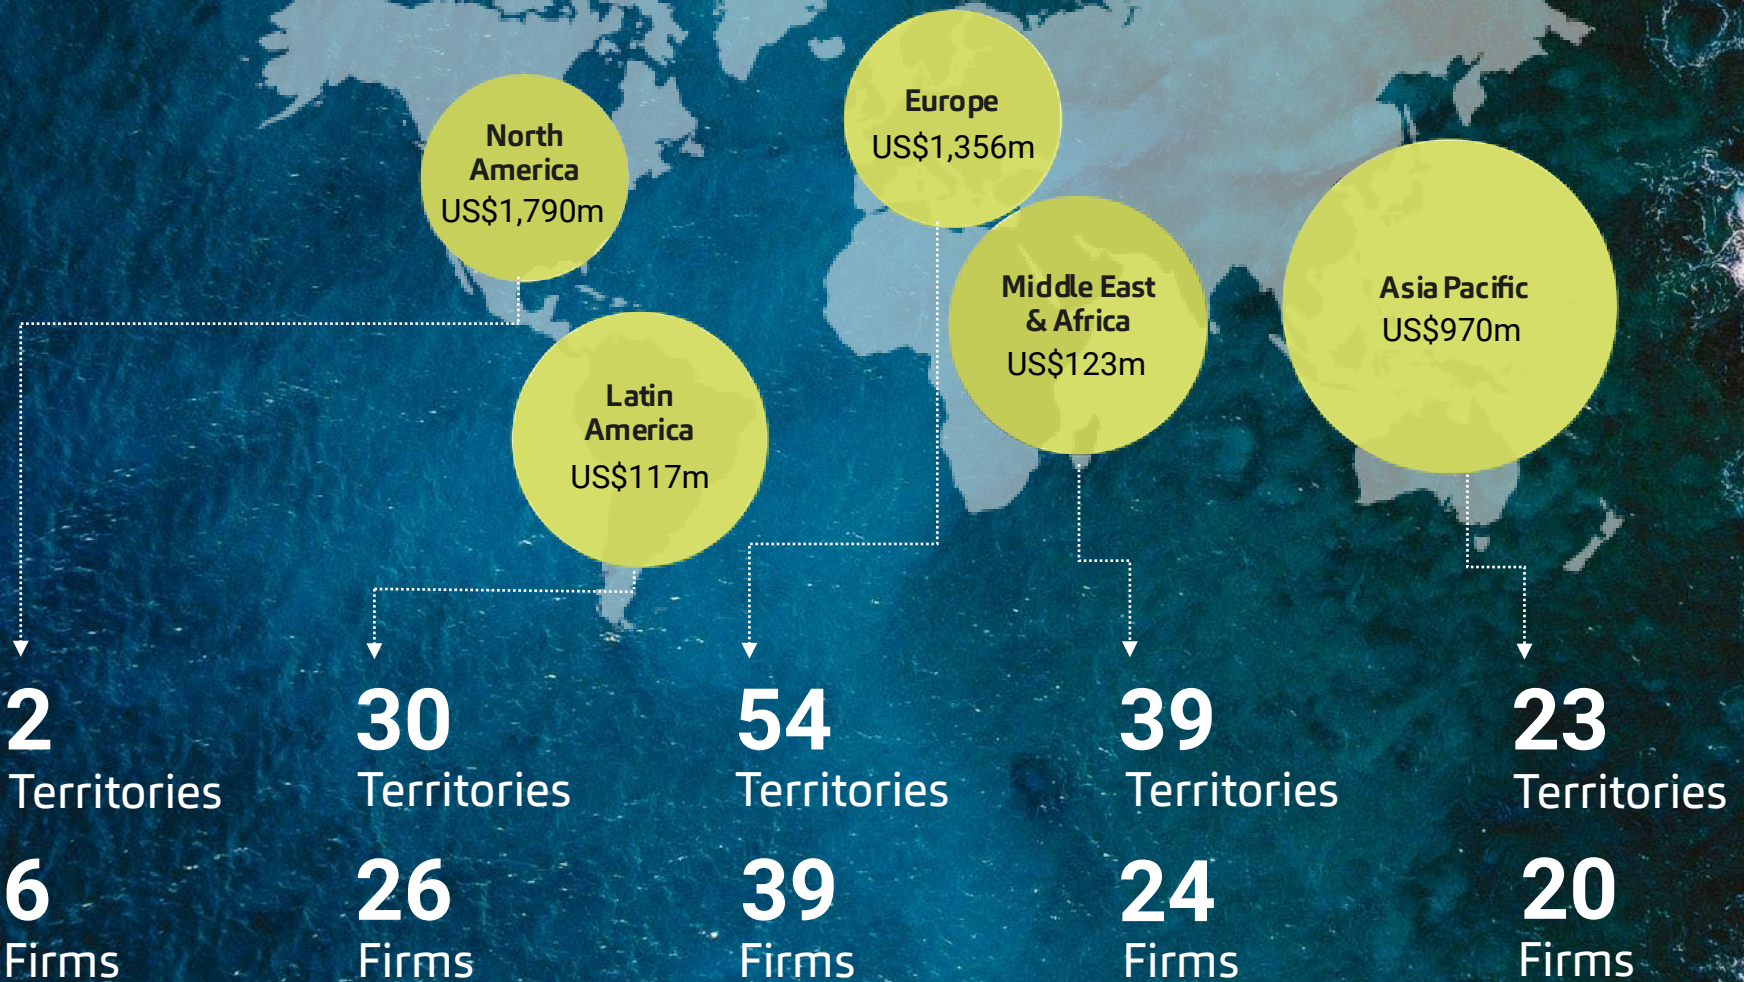 North
America
US$1,790m
Europe
US$1,356m
Middle East
& Africa
US$123m
Asia Pacific
US$970m
Latin
America
US$117m
2
Territories
6
Firms
30
Territories
26
Firms
54
Territories
39
Firms
39
Territories
24
Firms
23
Territories
20
Firms